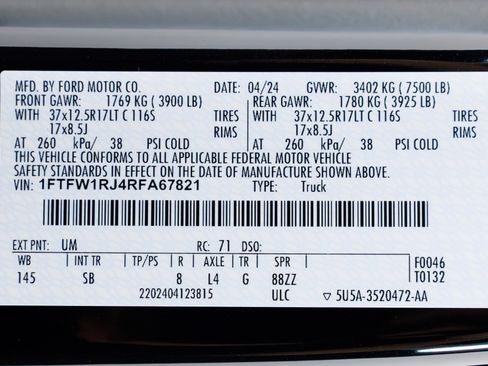 MFD. BY FORD MOTOR CO. DATE: 04/24 GVWR: 3402 KG ( 7500 LB)
FRONT GAWR: 1769 KG ( 3900 LB) REAR GAWR: 1780 KG ( 3925 LB)
WITH 37x12.5R17LT C 116S TIRES WITH 37x12.5R17LT C 116S TIRES
17x8.5J RIMS 17x8.5J RIMS
AT 260 kPa/ 38 PSI COLD AT 260 kPa/ 38 PSI COLD
THIS VEHICLE CONFORMS TO ALL APPLICABLE FEDERAL MOTOR VEHICLE
SAFETY STANDARDS IN EFFECT ON THE DATE OF MANUFACTURE SHOWN ABOVE.
VIN: 1FTFW1RJ4RFA67821 TYPE: Truck
EXT PNT: UM RC: 71 DSO:
WB INT TR TP/PS R AXLE TR SPR F0046
145 SB 8 L4 G 88ZZ T0132
2202404123815 ULC ▽ 5U5A-3520472-AA